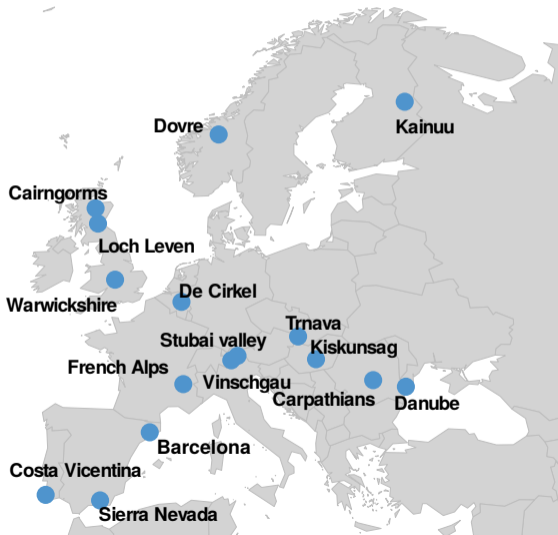 Kainuu
Dovre
Cairngorms
Loch Leven
Warwickshire
De Cirkel
Trnava
Stubai valley
Kiskunsag
French Alps
Vinschgau
Carpathians
Danube
Barcelona
Costa Vicentina
Sierra Nevada